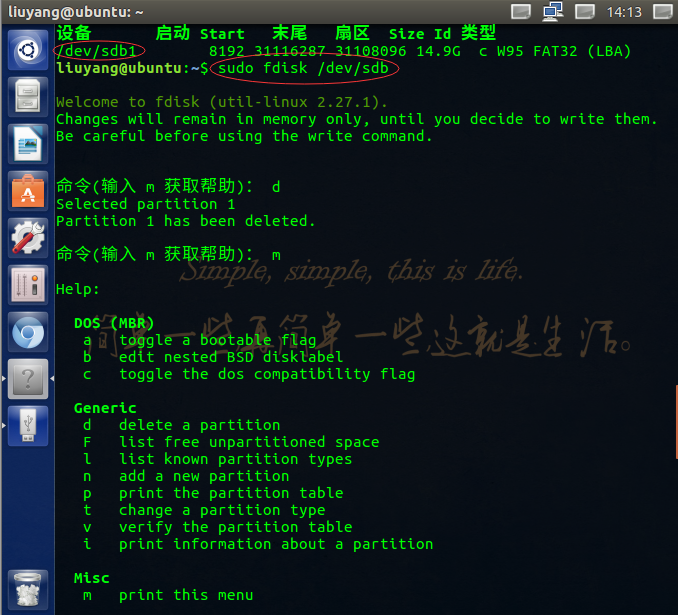 liuyang@ubuntu: ~
14:13
设备 启动 Start 末尾 扇区 Size Id 类型
/dev/sdb1 8192 31116287 31108096 14.9G c W95 FAT32 (LBA)
liuyang@ubuntu:~$ sudo fdisk /dev/sdb
Welcome to fdisk (util-linux 2.27.1).
Changes will remain in memory only, until you decide to write them.
Be careful before using the write command.
命令(输入 m 获取帮助)： d
Selected partition 1
Partition 1 has been deleted.
命令(输入 m 获取帮助)： m
Simple, simple, this is life.
Help:
简单一些再简单一些这就是生活。
DOS (MBR)
a toggle a bootable flag
b edit nested BSD disklabel
c toggle the dos compatibility flag
Generic
d delete a partition
F list free unpartitioned space
l list known partition types
n add a new partition
p print the partition table
t change a partition type
v verify the partition table
i print information about a partition
Misc
m print this menu